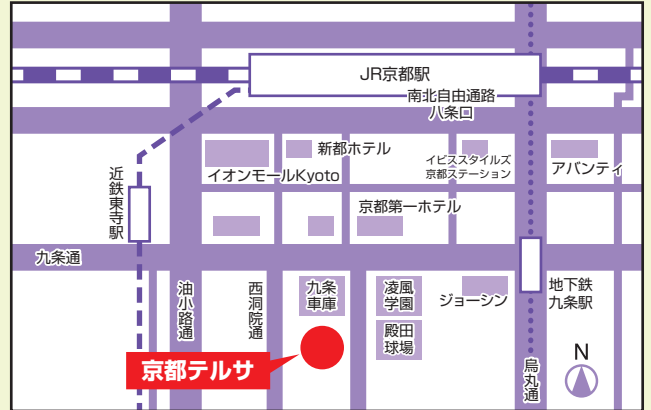 JR京都駅
南北自由通路
八条口
新都ホテル
イオンモールKyoto
イビススタイルズ
京都ステーション
アバンティ
近鉄東寺駅
京都第一ホテル
九条通
油小路通
西洞院通
九条
車庫
凌風
学園
ジョーシン
地下鉄
九条駅
殿田
球場
京都テルサ
烏丸通
N